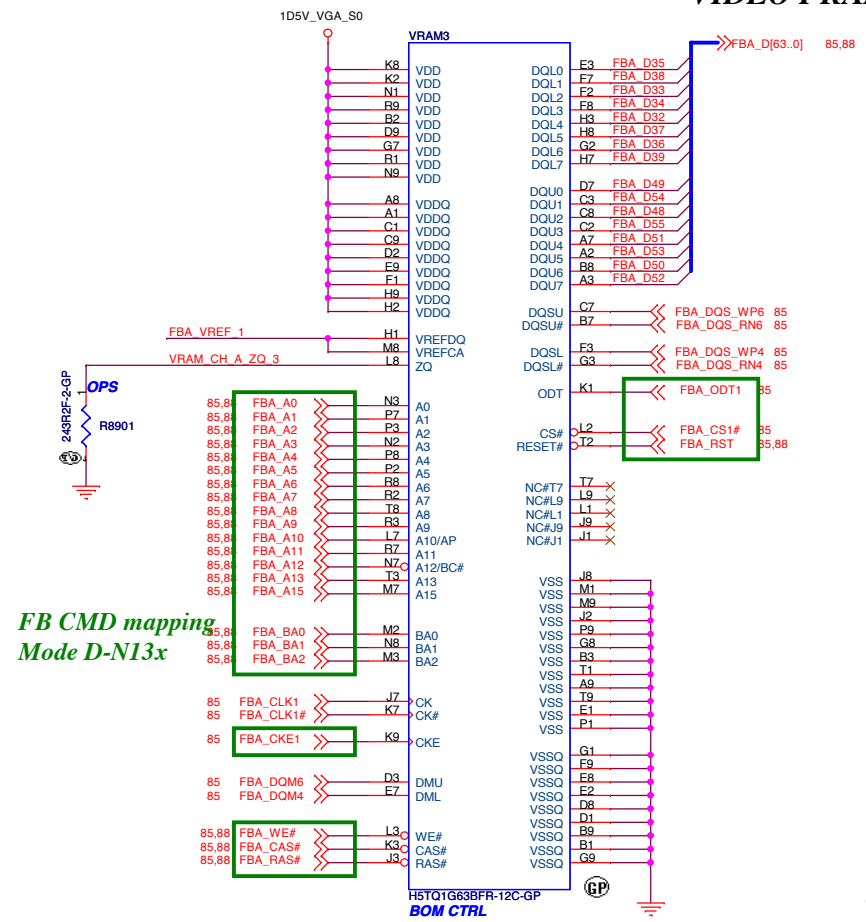 VIDEO FRA
1D5V_VGA_S0
VRAM3
FBA_D[63..0] 85,88
K8 VDD DQL0 E3 FBA_D35
K2 VDD DQL1 F7 FBA_D38
N1 VDD DQL2 F2 FBA_D33
R9 VDD DQL3 F8 FBA_D34
B2 VDD DQL4 H3 FBA_D32
D9 VDD DQL5 H8 FBA_D37
G7 VDD DQL6 G2 FBA_D36
R1 VDD DQL7 H7 FBA_D39
N9 VDD
DQU0 D7 FBA_D49
A8 VDDQ DQU1 C3 FBA_D54
A1 VDDQ DQU2 C8 FBA_D48
C1 VDDQ DQU3 C2 FBA_D55
C9 VDDQ DQU4 A7 FBA_D51
D2 VDDQ DQU5 A2 FBA_D53
E9 VDDQ DQU6 B8 FBA_D50
F1 VDDQ DQU7 A3 FBA_D52
H9 VDDQ
H2 VDDQ DQSU C7 FBA_DQS_WP6 85
DQSU# B7 FBA_DQS_RN6 85
FBA_VREF_1 H1 VREFDQ
M8 VREFCA DQSL F3 FBA_DQS_WP4 85
VRAM_CH_A_ZQ_3 L8 ZQ DQSL# G3 FBA_DQS_RN4 85
243R2F-2-GP
1 OPS
R8901
2
ODT K1 FBA_ODT1 85
85,88 FBA_A0 N3 A0
85,88 FBA_A1 P7 A1
85,88 FBA_A2 P3 A2 CS# L2 FBA_CS1# 85
85,88 FBA_A3 N2 A3 RESET# T2 FBA_RST 85,88
85,88 FBA_A4 P8 A4
85,88 FBA_A5 P2 A5
85,88 FBA_A6 R8 A6 NC#T7 T7
85,88 FBA_A7 R2 A7 NC#L9 L9
85,88 FBA_A8 T8 A8 NC#L1 L1
85,88 FBA_A9 R3 A9 NC#J9 J9
85,88 FBA_A10 L7 A10/AP NC#J1 J1
85,88 FBA_A11 R7 A11
85,88 FBA_A12 N7 A12/BC#
85,88 FBA_A13 T3 A13 VSS J8
85,88 FBA_A15 M7 A15 VSS M1
VSS M9
FB CMD mapping
Mode D-N13x
VSS J2
85,88 FBA_BA0 M2 BA0 VSS P9
85,88 FBA_BA1 N8 BA1 VSS G8
85,88 FBA_BA2 M3 BA2 VSS B3
VSS T1
VSS A9
85 FBA_CLK1 J7 CK VSS T9
85 FBA_CLK1# K7 CK# VSS E1
VSS P1
85 FBA_CKE1 K9 CKE
VSSQ G1
VSSQ F9
85 FBA_DQM6 D3 DMU VSSQ E8
85 FBA_DQM4 E7 DML VSSQ E2
VSSQ D8
VSSQ D1
85,88 FBA_WE# L3 WE# VSSQ B9
85,88 FBA_CAS# K3 CAS# VSSQ B1
85,88 FBA_RAS# J3 RAS# VSSQ G9
GP
H5TQ1G63BFR-12C-GP
BOM CTRL